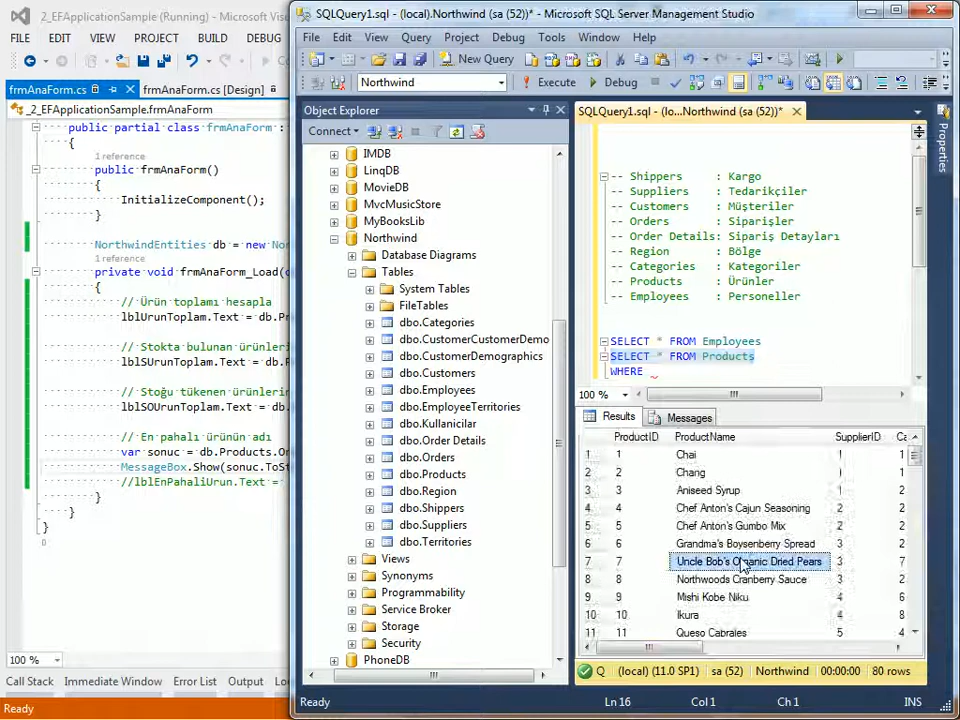 _2_EFApplicationSample (Running) - Microsoft Visu
FILE EDIT VIEW PROJECT BUILD DEBUG
frmAnaForm.cs frmAnaForm.cs [Design]
_2_EFApplicationSample.frmAnaForm
public partial class frmAnaForm :
{
1 reference
public frmAnaForm()
{
InitializeComponent();
}
NorthwindEntities db = new Nor
1 reference
private void frmAnaForm_Load(o
{
// Ürün toplamı hesapla
lblUrunToplam.Text = db.Pr
// Stokta bulunan ürünleri
lblSUrunToplam.Text = db.
// Stoğu tükenen ürünlerin
lblSOUrunToplam.Text = db.
// En pahalı ürünün adı
var sonuc = db.Products.Or
MessageBox.Show(sonuc.ToSt
//lblEnPahaliUrun.Text =
}
}
}
100 %
Call Stack Immediate Window Error List Output
Ready
SQLQuery1.sql - (local).Northwind (sa (52))* - Microsoft SQL Server Management Studio
File Edit View Query Project Debug Tools Window Help
New Query
Northwind Execute Debug
Object Explorer
Connect
IMDB
LinqDB
MovieDB
MvcMusicStore
MyBooksLib
Northwind
Database Diagrams
Tables
System Tables
FileTables
dbo.Categories
dbo.CustomerCustomerDemo
dbo.CustomerDemographics
dbo.Customers
dbo.Employees
dbo.EmployeeTerritories
dbo.Kullanicilar
dbo.Order Details
dbo.Orders
dbo.Products
dbo.Region
dbo.Shippers
dbo.Suppliers
dbo.Territories
Views
Synonyms
Programmability
Service Broker
Storage
Security
PhoneDB
SQLQuery1.sql - (lo...Northwind (sa (52))*
-- Shippers : Kargo
-- Suppliers : Tedarikçiler
-- Customers : Müşteriler
-- Orders : Siparişler
-- Order Details: Sipariş Detayları
-- Region : Bölge
-- Categories : Kategoriler
-- Products : Ürünler
-- Employees : Personeller
SELECT * FROM Employees
SELECT * FROM Products
WHERE
100 %
Results Messages
ProductID ProductName SupplierID Ca
1 1 Chai 1 1
2 2 Chang 1 1
3 3 Aniseed Syrup 1 2
4 4 Chef Anton's Cajun Seasoning 2 2
5 5 Chef Anton's Gumbo Mix 2 2
6 6 Grandma's Boysenberry Spread 3 2
7 7 Uncle Bob's Organic Dried Pears 3 7
8 8 Northwoods Cranberry Sauce 3 2
9 9 Mishi Kobe Niku 4 6
10 10 Ikura 4 8
11 11 Queso Cabrales 5 4
Q (local) (11.0 SP1) sa (52) Northwind 00:00:00 80 rows
Ready Ln 16 Col 1 Ch 1 INS
Properties